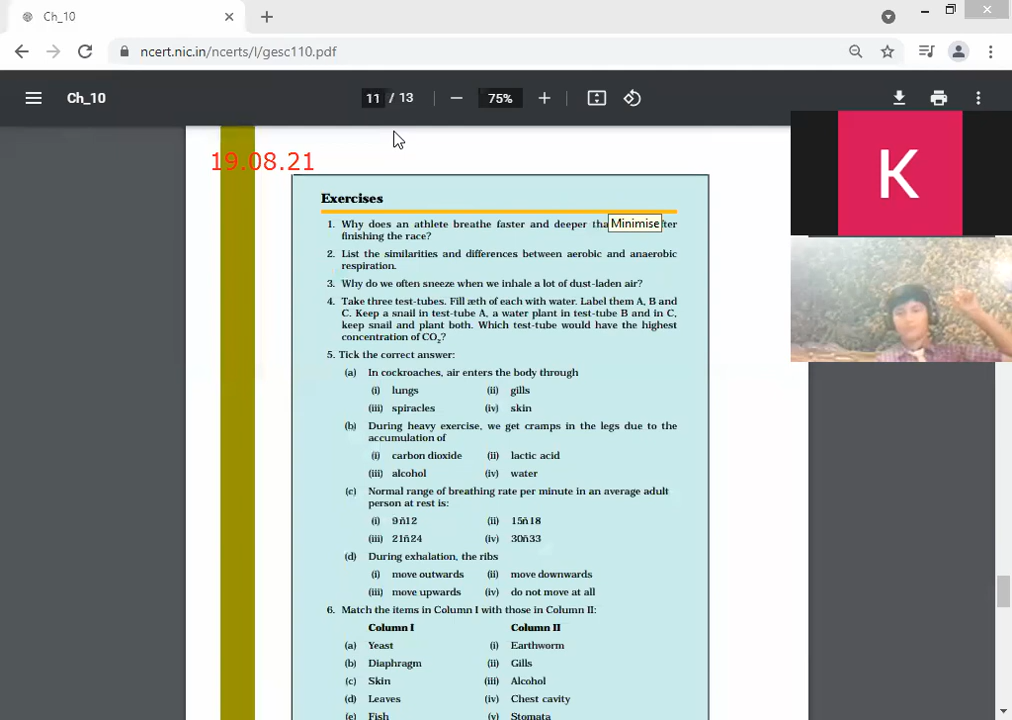 Ch_10
ncert.nic.in/ncerts/l/gesc110.pdf
Ch_10
11 / 13
75%
K
19.08.21
Exercises
1. Why does an athlete breathe faster and deeper tha
Minimise
ter
finishing the race?
2. List the similarities and differences between aerobic and anaerobic
respiration.
3. Why do we often sneeze when we inhale a lot of dust-laden air?
4. Take three test-tubes. Fill æth of each with water. Label them A, B and
C. Keep a snail in test-tube A, a water plant in test-tube B and in C,
keep snail and plant both. Which test-tube would have the highest
concentration of CO₂?
5. Tick the correct answer:
(a) In cockroaches, air enters the body through
(i) lungs (ii) gills
(iii) spiracles (iv) skin
(b) During heavy exercise, we get cramps in the legs due to the
accumulation of
(i) carbon dioxide (ii) lactic acid
(iii) alcohol (iv) water
(c) Normal range of breathing rate per minute in an average adult
person at rest is:
(i) 9ñ12 (ii) 15ñ18
(iii) 21ñ24 (iv) 30ñ33
(d) During exhalation, the ribs
(i) move outwards (ii) move downwards
(iii) move upwards (iv) do not move at all
6. Match the items in Column I with those in Column II:
Column I Column II
(a) Yeast (i) Earthworm
(b) Diaphragm (ii) Gills
(c) Skin (iii) Alcohol
(d) Leaves (iv) Chest cavity
(e) Fish (v) Stomata